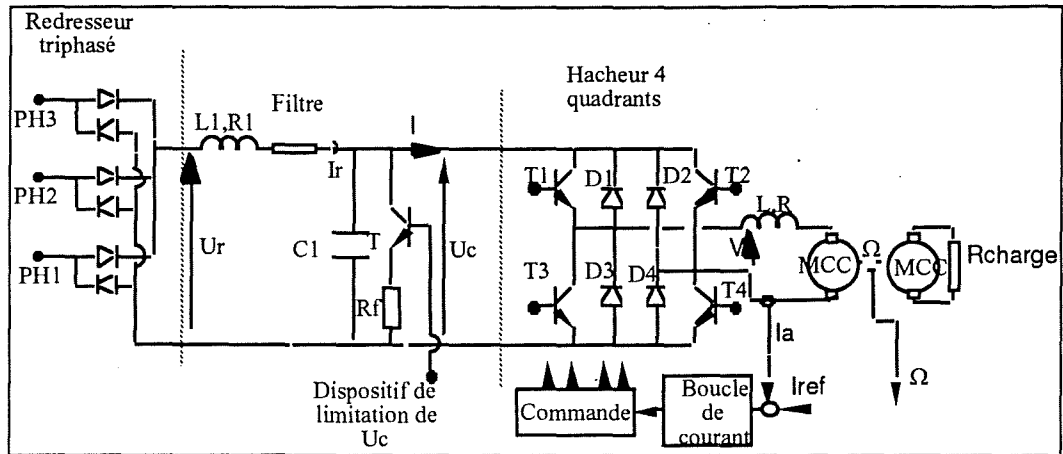 Redresseur
triphasé
PH3
PH2
PH1
Ur
L1,R1
Filtre
Ir
I
C1
T
Rf
Uc
Dispositif de
limitation de
Uc
Hacheur 4
quadrants
T1
D1
D2
T2
T3
D3
D4
T4
L,R
V
MCC
Ω
MCC
Rcharge
Ia
Ω
Iref
Commande
Boucle
de
courant